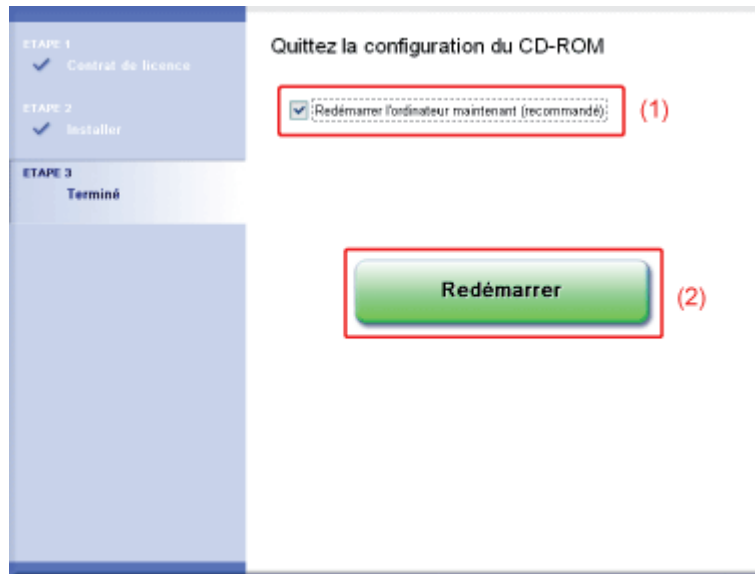 ETAPE 1
Contrat de licence
ETAPE 2
Installer
ETAPE 3
Terminé
Quittez la configuration du CD-ROM
Redémarrer l'ordinateur maintenant (recommandé)
(1)
Redémarrer
(2)